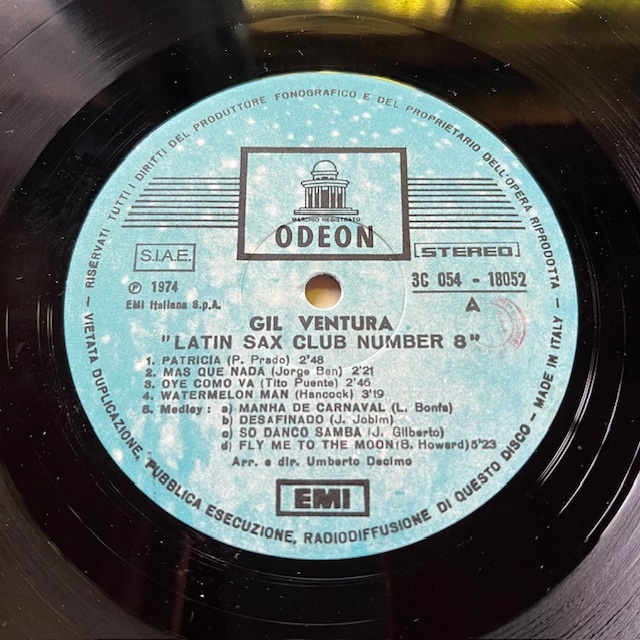 RISERVATI TUTTI I DIRITTI DEL PRODUTTORE FONOGRAFICO E DEL PROPRIETARIO DELL'OPERA RIPRODOTTA - MADE IN ITALY -
VIETATA DUPLICAZIONE, PUBBLICA ESECUZIONE, RADIODIFFUSIONE DI QUESTO DISCO -
MARCHIO REGISTRATO
ODEON
S.I.A.E.
STEREO
℗ 1974
3C 054 - 18052
EMI Italiana S.p.A.
A
GIL VENTURA
"LATIN SAX CLUB NUMBER 8"
1. PATRICIA (P. Prado) 2'48
2. MAS QUE NADA (Jorge Ben) 2'21
3. OYE COMO VA (Tito Puente) 2'46
4. WATERMELON MAN (Hancock) 3'19
5. Medley: a) MANHA DE CARNAVAL (L. Bonfa)
b) DESAFINADO (J. Jobim)
c) SO DANCO SAMBA (J. Gilberto)
d) FLY ME TO THE MOON (B. Howard) 5'23
Arr. e dir. Umberto Decimo
EMI